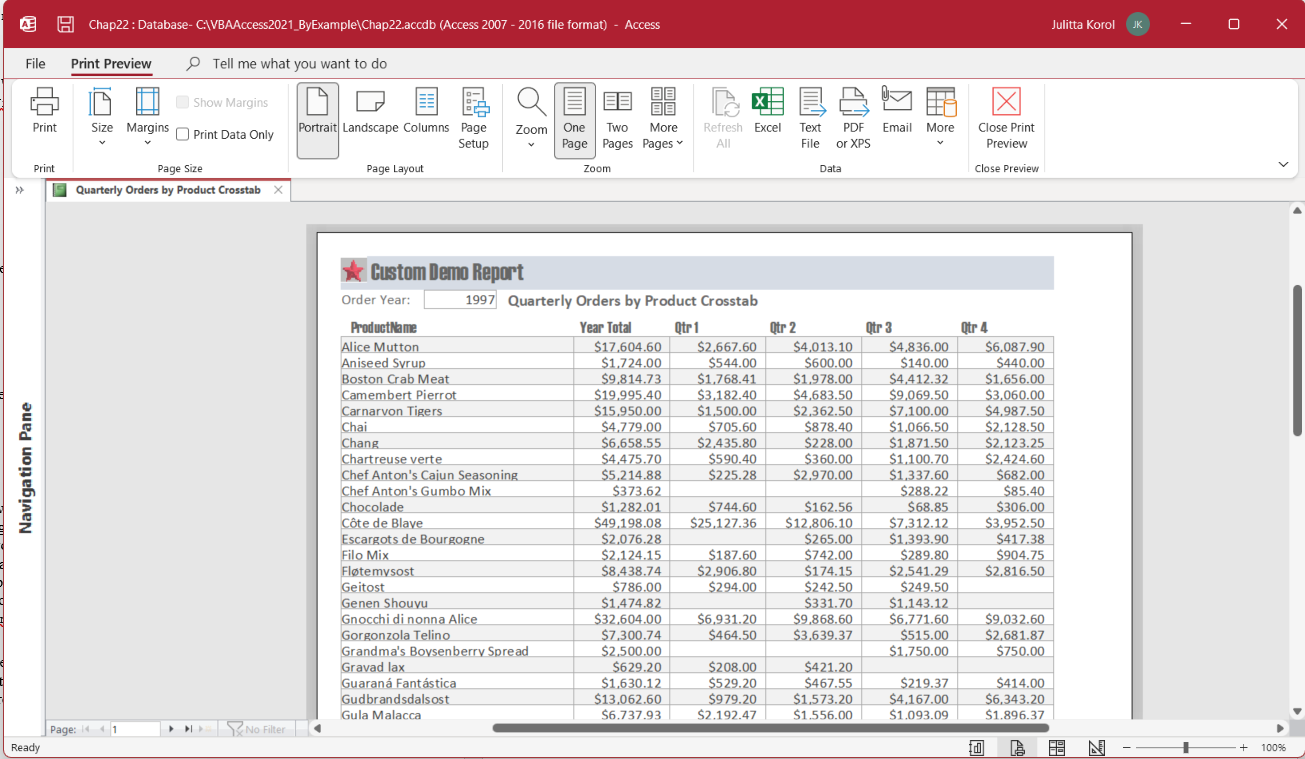 Chap22 : Database- C:\VBAAccess2021_ByExample\Chap22.accdb (Access 2007 - 2016 file format) - Access Julitta Korol JK
File Print Preview Tell me what you want to do
Print Size Margins Show Margins Print Data Only Portrait Landscape Columns Page Setup Zoom One Page Two Pages More Pages Refresh All Excel Text File PDF or XPS Email More Close Print Preview
Print Page Size Page Layout Zoom Data Close Preview
Quarterly Orders by Product Crosstab
Navigation Pane
Custom Demo Report
Order Year: 1997 Quarterly Orders by Product Crosstab
ProductName Year Total Qtr 1 Qtr 2 Qtr 3 Qtr 4
Alice Mutton $17,604.60 $2,667.60 $4,013.10 $4,836.00 $6,087.90
Aniseed Syrup $1,724.00 $544.00 $600.00 $140.00 $440.00
Boston Crab Meat $9,814.73 $1,768.41 $1,978.00 $4,412.32 $1,656.00
Camembert Pierrot $19,995.40 $3,182.40 $4,683.50 $9,069.50 $3,060.00
Carnarvon Tigers $15,950.00 $1,500.00 $2,362.50 $7,100.00 $4,987.50
Chai $4,779.00 $705.60 $878.40 $1,066.50 $2,128.50
Chang $6,658.55 $2,435.80 $228.00 $1,871.50 $2,123.25
Chartreuse verte $4,475.70 $590.40 $360.00 $1,100.70 $2,424.60
Chef Anton's Cajun Seasoning $5,214.88 $225.28 $2,970.00 $1,337.60 $682.00
Chef Anton's Gumbo Mix $373.62 $288.22 $85.40
Chocolade $1,282.01 $744.60 $162.56 $68.85 $306.00
Côte de Blaye $49,198.08 $25,127.36 $12,806.10 $7,312.12 $3,952.50
Escargots de Bourgogne $2,076.28 $265.00 $1,393.90 $417.38
Filo Mix $2,124.15 $187.60 $742.00 $289.80 $904.75
Fløtemysost $8,438.74 $2,906.80 $174.15 $2,541.29 $2,816.50
Geitost $786.00 $294.00 $242.50 $249.50
Genen Shouyu $1,474.82 $331.70 $1,143.12
Gnocchi di nonna Alice $32,604.00 $6,931.20 $9,868.60 $6,771.60 $9,032.60
Gorgonzola Telino $7,300.74 $464.50 $3,639.37 $515.00 $2,681.87
Grandma's Boysenberry Spread $2,500.00 $1,750.00 $750.00
Gravad lax $629.20 $208.00 $421.20
Guaraná Fantástica $1,630.12 $529.20 $467.55 $219.37 $414.00
Gudbrandsdalsost $13,062.60 $979.20 $1,573.20 $4,167.00 $6,343.20
Gula Malacca $6,737.93 $2,192.47 $1,556.00 $1,093.09 $1,896.37
Page: 1 No Filter
Ready 100%